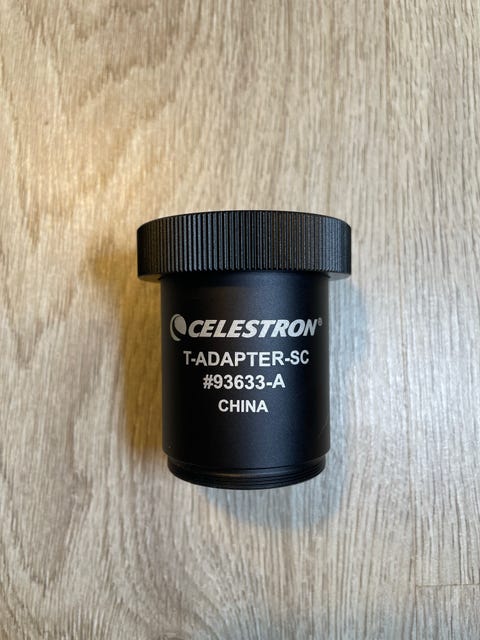 CELESTRON®
T-ADAPTER-SC
#93633-A
CHINA